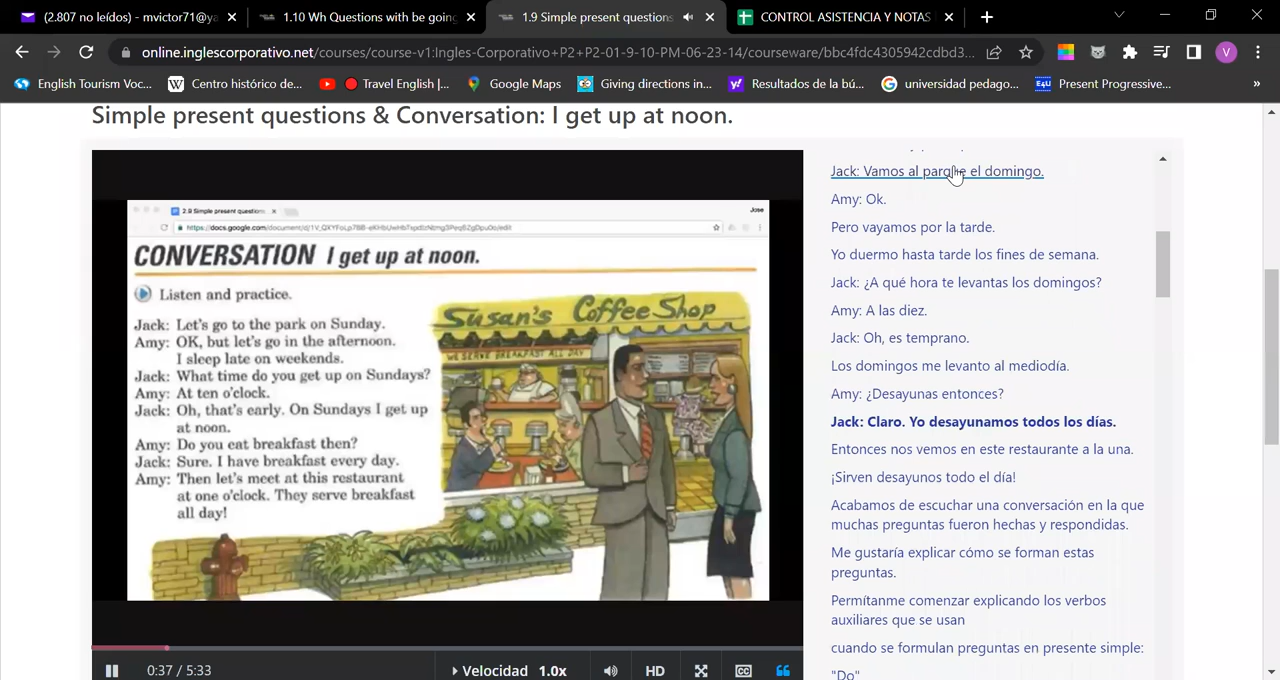 (2.807 no leídos) - mvictor71@ya
1.10 Wh Questions with be going
1.9 Simple present questions
CONTROL ASISTENCIA Y NOTAS
online.inglescorporativo.net/courses/course-v1:Ingles-Corporativo+P2+P2-01-9-10-PM-06-23-14/courseware/bbc4fdc4305942cdbd3...
V
English Tourism Voc...
Centro histórico de...
Travel English |...
Google Maps
Giving directions in...
Resultados de la bú...
universidad pedago...
Present Progressive...
»
Simple present questions & Conversation: I get up at noon.
2.9 Simple present question
Jose
CONVERSATION I get up at noon.
Listen and practice.
Jack: Let's go to the park on Sunday.
Amy: OK, but let's go in the afternoon.
I sleep late on weekends.
Jack: What time do you get up on Sundays?
Amy: At ten o'clock.
Jack: Oh, that's early. On Sundays I get up
at noon.
Amy: Do you eat breakfast then?
Jack: Sure. I have breakfast every day.
Amy: Then let's meet at this restaurant
at one o'clock. They serve breakfast
all day!
Susan's Coffee Shop
WE SERVE BREAKFAST ALL DAY
0:37 / 5:33
Velocidad 1.0x
HD
CC
Jack: Vamos al parque el domingo.
Amy: Ok.
Pero vayamos por la tarde.
Yo duermo hasta tarde los fines de semana.
Jack: ¿A qué hora te levantas los domingos?
Amy: A las diez.
Jack: Oh, es temprano.
Los domingos me levanto al mediodía.
Amy: ¿Desayunas entonces?
Jack: Claro. Yo desayunamos todos los días.
Entonces nos vemos en este restaurante a la una.
¡Sirven desayunos todo el día!
Acabamos de escuchar una conversación en la que
muchas preguntas fueron hechas y respondidas.
Me gustaría explicar cómo se forman estas
preguntas.
Permítanme comenzar explicando los verbos
auxiliares que se usan
cuando se formulan preguntas en presente simple:
"Do"